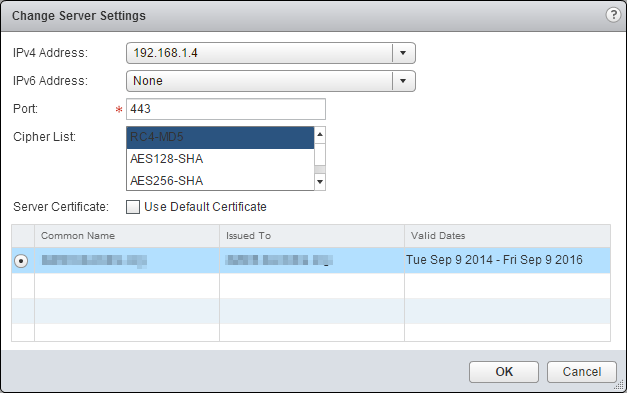 Change Server Settings ?
IPv4 Address: 192.168.1.4
IPv6 Address: None
Port: * 443
Cipher List: RC4-MD5
AES128-SHA
AES256-SHA
Server Certificate: Use Default Certificate
Common Name Issued To Valid Dates
Tue Sep 9 2014 - Fri Sep 9 2016
OK Cancel